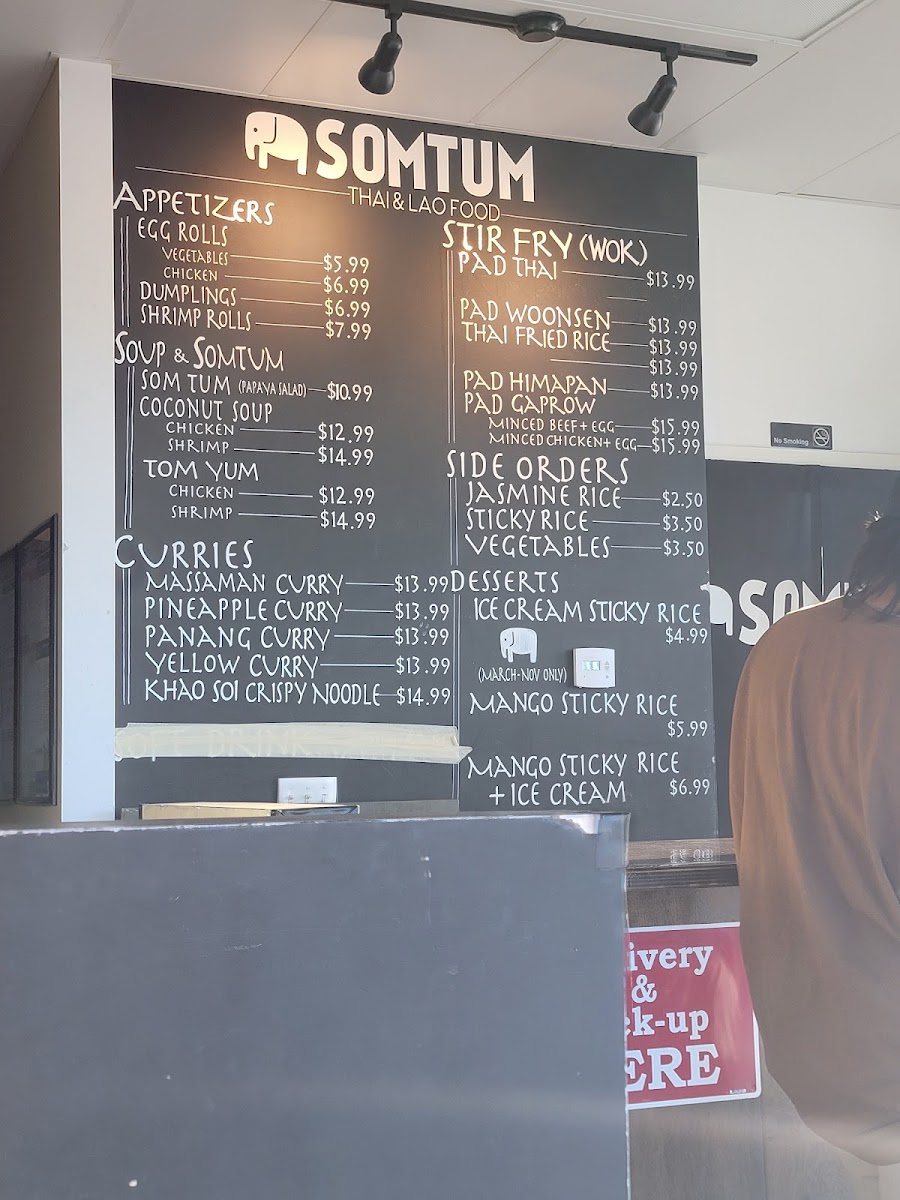 SOMTUM
THAI & LAO FOOD
APPETIZERS
EGG ROLLS
VEGETABLES $5.99
CHICKEN $6.99
DUMPLINGS $6.99
SHRIMP ROLLS $7.99
SOUP & SOMTUM
SOM TUM (PAPAYA SALAD) $10.99
COCONUT SOUP
CHICKEN $12.99
SHRIMP $14.99
TOM YUM
CHICKEN $12.99
SHRIMP $14.99
CURRIES
MASSAMAN CURRY $13.99
PINEAPPLE CURRY $13.99
PANANG CURRY $13.99
YELLOW CURRY $13.99
KHAO SOI CRISPY NOODLE $14.99
SOFT DRINK
STIR FRY (WOK)
PAD THAI $13.99
PAD WOONSEN $13.99
THAI FRIED RICE $13.99
$13.99
PAD HIMAPAN $13.99
PAD GAPROW
MINCED BEEF + EGG $15.99
MINCED CHICKEN + EGG $15.99
SIDE ORDERS
JASMINE RICE $2.50
STICKY RICE $3.50
VEGETABLES $3.50
DESSERTS
ICE CREAM STICKY RICE
$4.99
(MARCH-NOV ONLY)
MANGO STICKY RICE
$5.99
MANGO STICKY RICE
+ ICE CREAM $6.99
No Smoking
SOM
ivery
&
ck-up
ERE